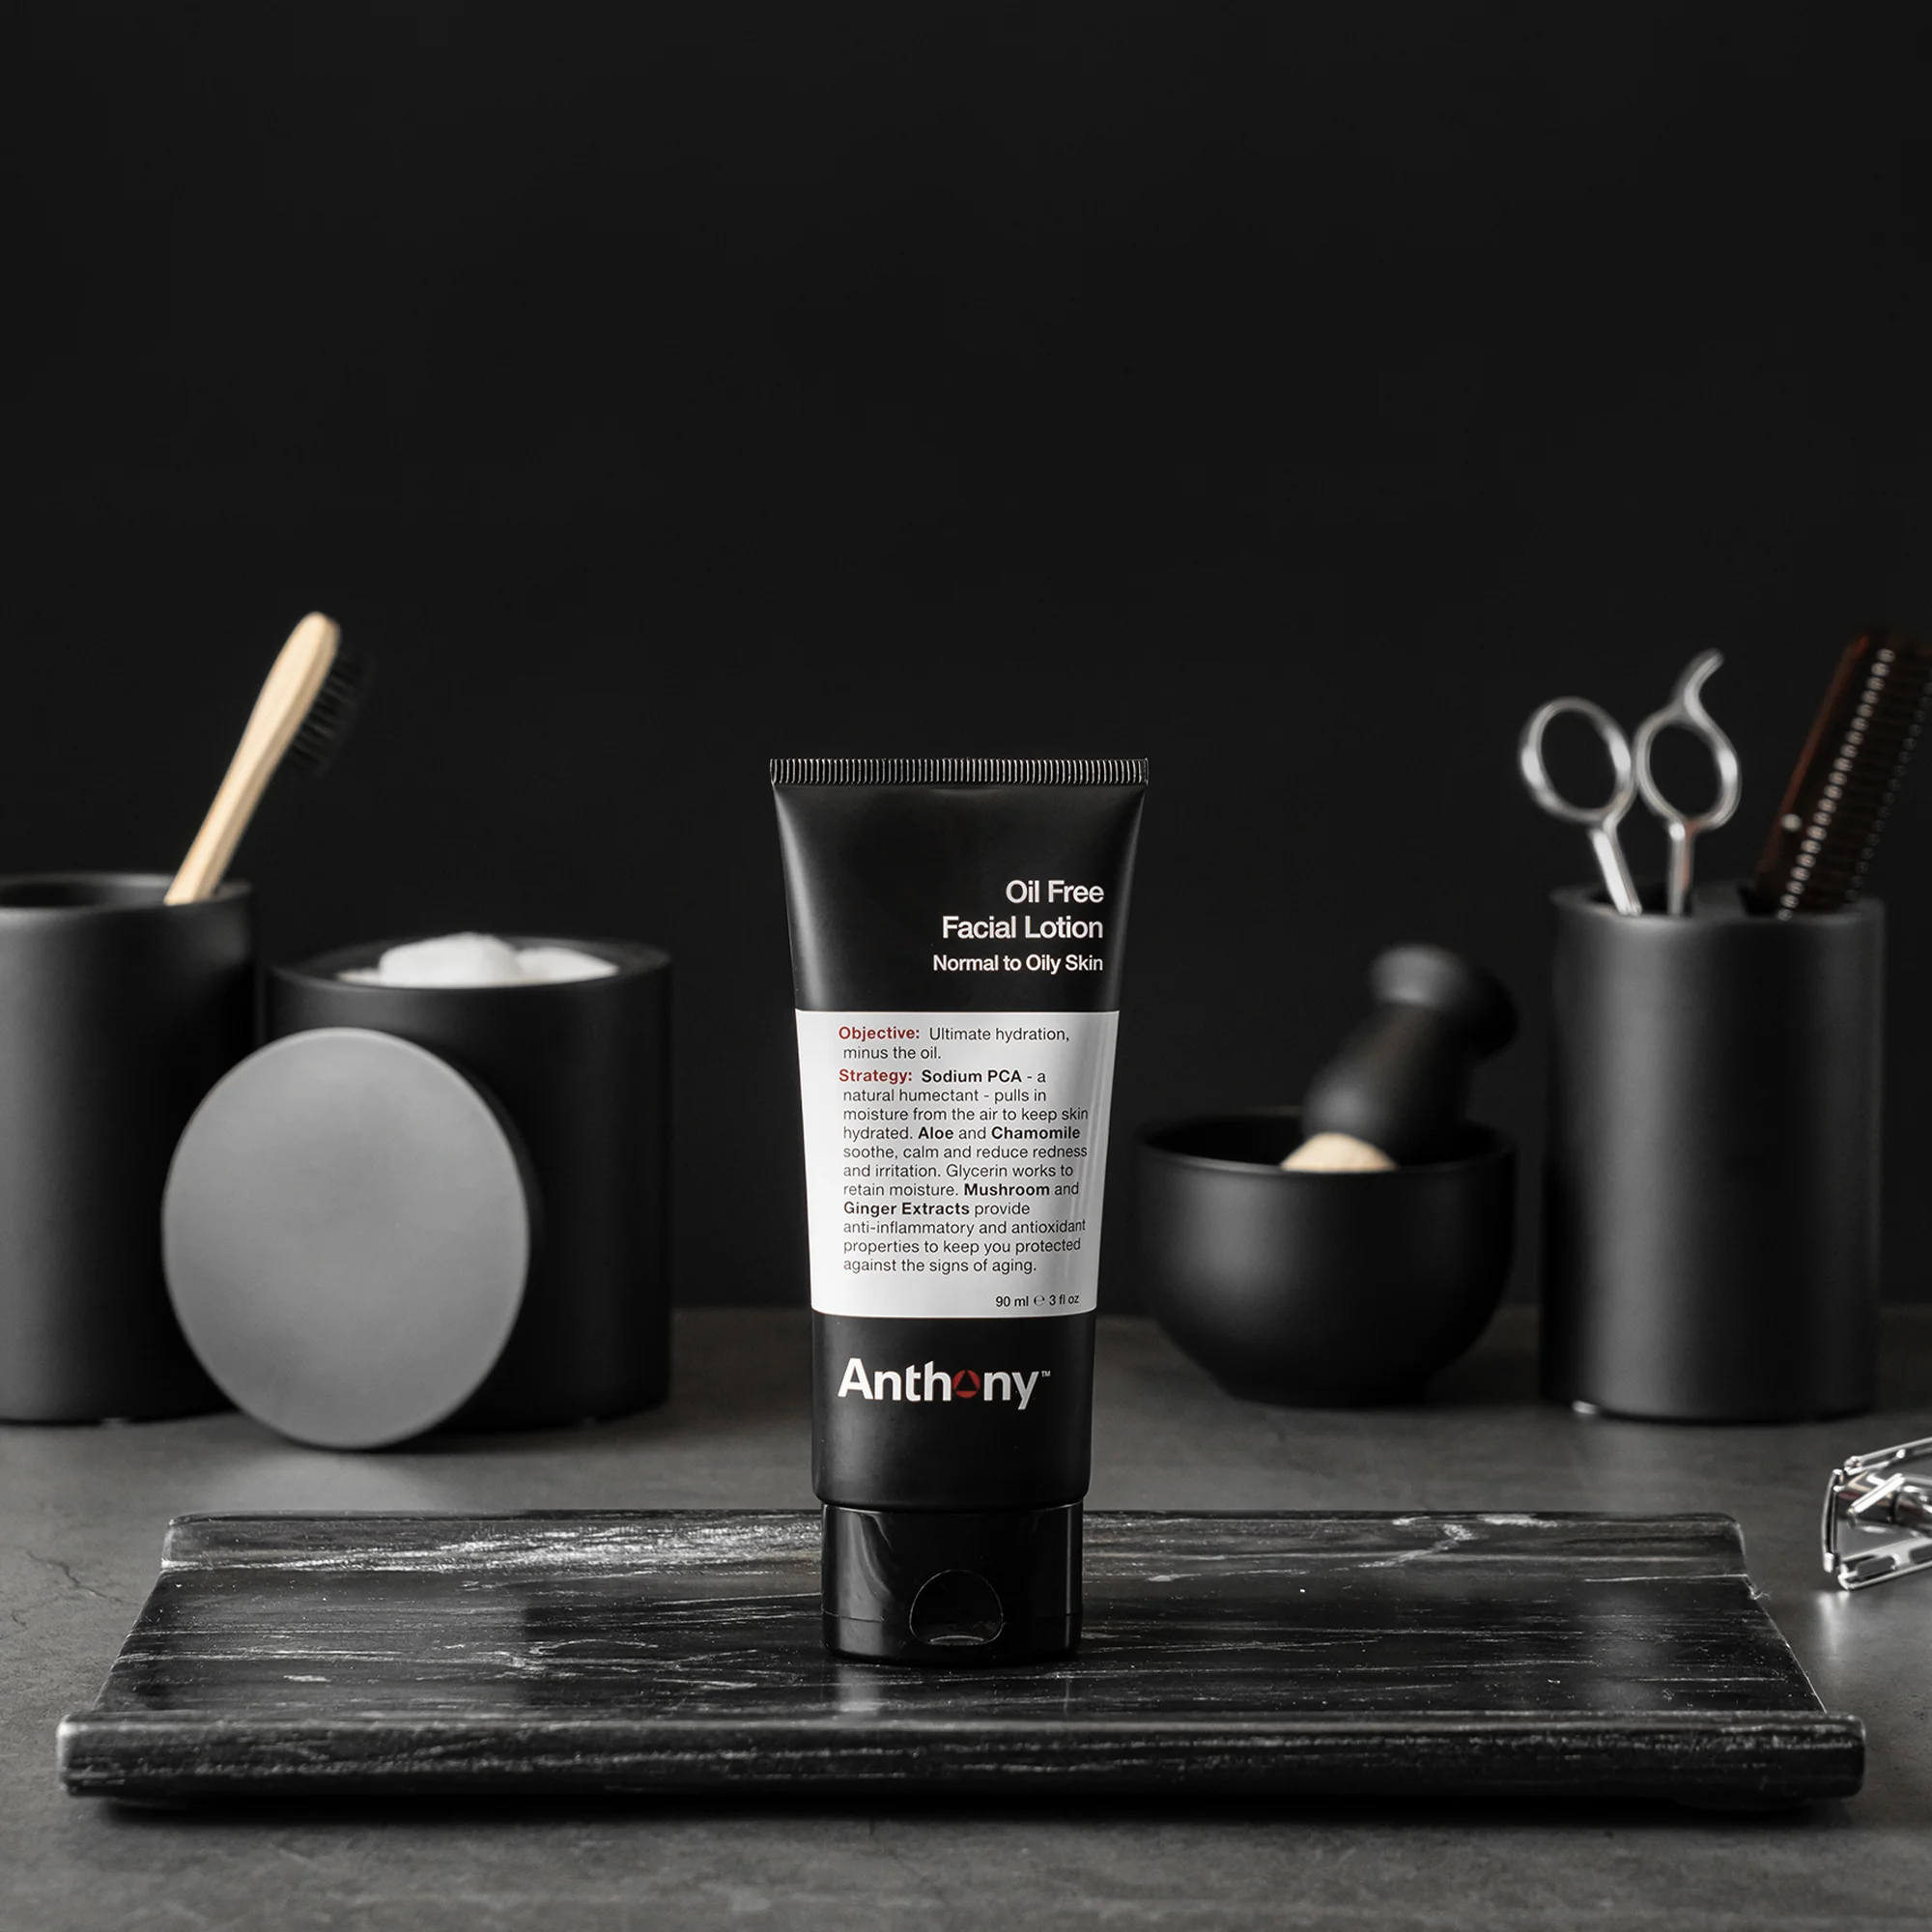 Oil Free
Facial Lotion
Normal to Oily Skin
Objective: Ultimate hydration,
minus the oil.
Strategy: Sodium PCA - a
natural humectant - pulls in
moisture from the air to keep skin
hydrated. Aloe and Chamomile
soothe, calm and reduce redness
and irritation. Glycerin works to
retain moisture. Mushroom and
Ginger Extracts provide
anti-inflammatory and antioxidant
properties to keep you protected
against the signs of aging.
90 ml ℮ 3 fl oz
Anthony™